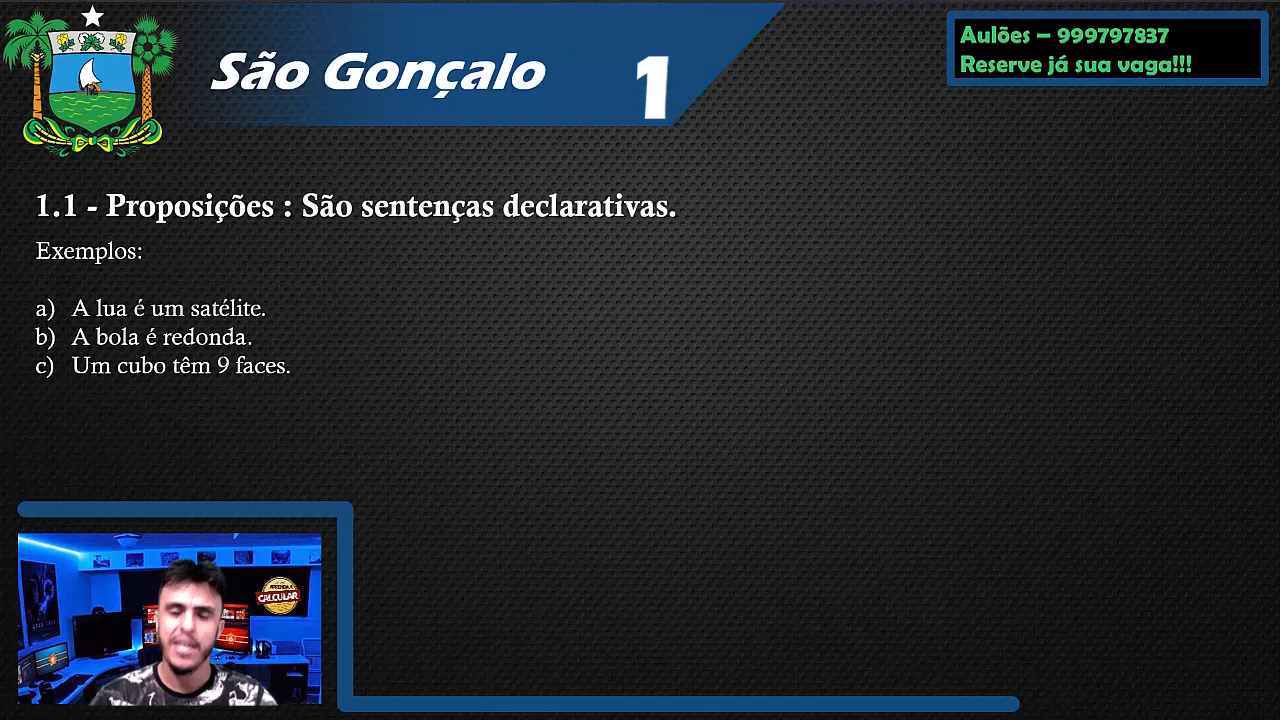 São Gonçalo
1
Aulões – 999797837
Reserve já sua vaga!!!
1.1 - Proposições : São sentenças declarativas.
Exemplos:
a) A lua é um satélite.
b) A bola é redonda.
c) Um cubo têm 9 faces.
CALCULAR